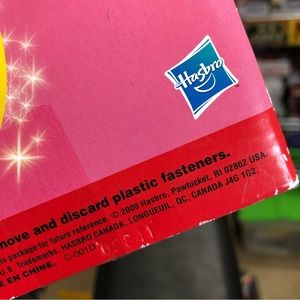 Hasbro
move and discard plastic fasteners.
this package for future reference. © 2009 Hasbro, Pawtucket, RI 02862 USA.
U.S. Trademarks. HASBRO CANADA, LONGUEUIL, QC, CANADA J4G 1G2.
E EN CHINE. C-001D